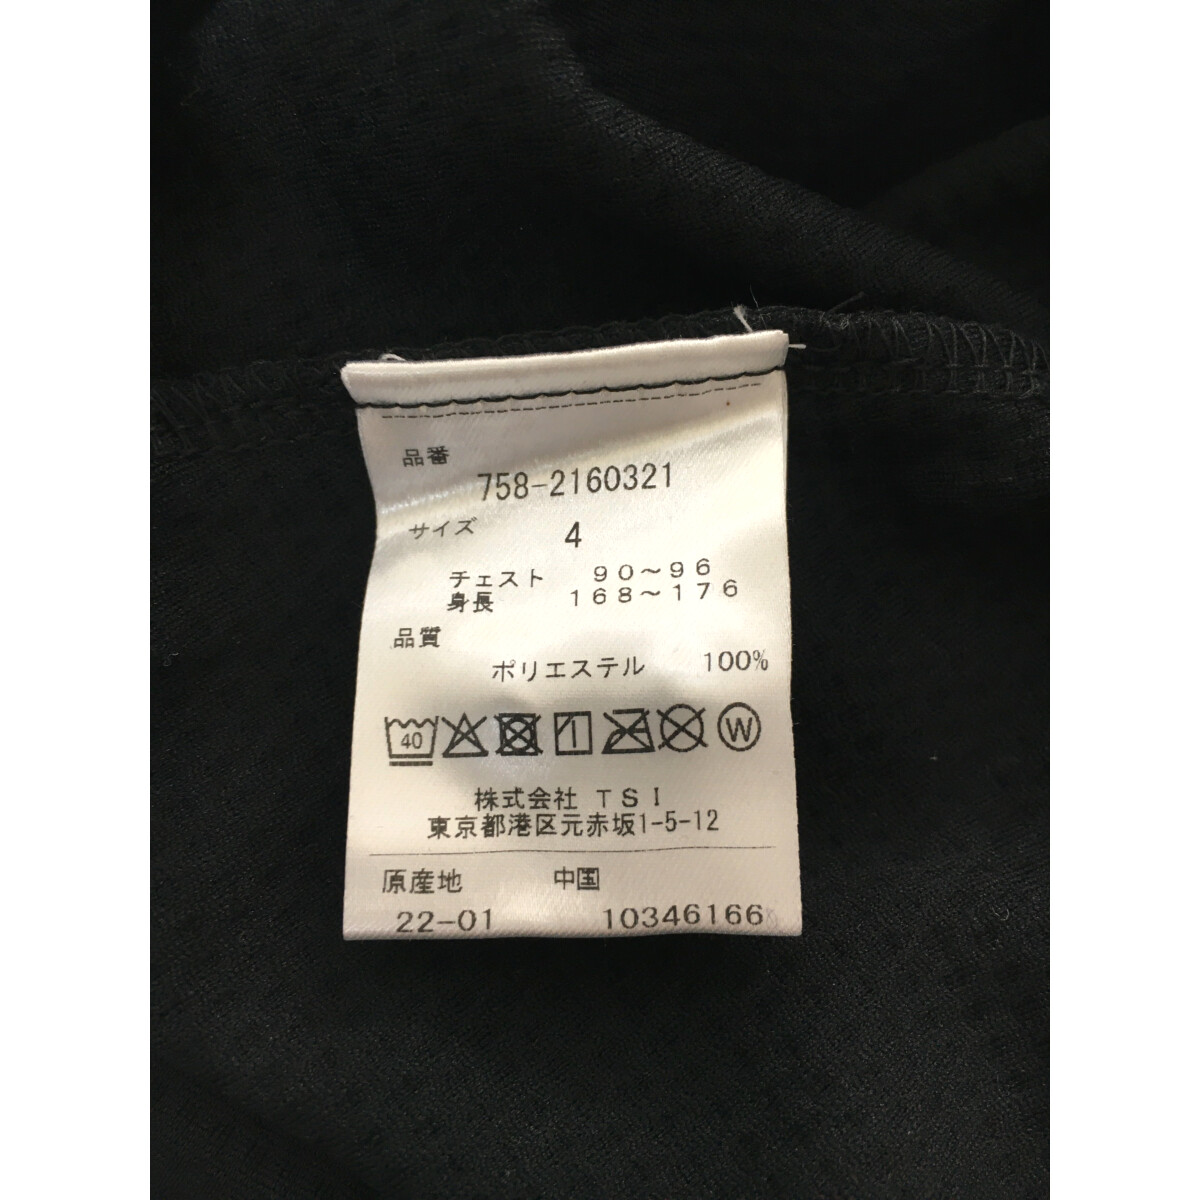 品番
758-2160321
サイズ 4
チェスト 90～96
身長 168～176
品質
ポリエステル 100%
40 W
株式会社 TSI
東京都港区元赤坂1-5-12
原産地 中国
22-01 10346166